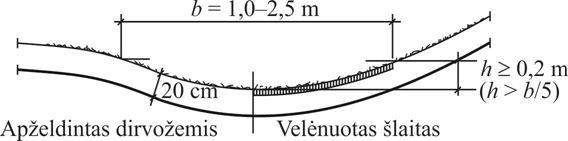 b = 1,0–2,5 m
20 cm
h ≥ 0,2 m
(h > b/5)
Apželdintas dirvožemis
Velėnuotas šlaitas